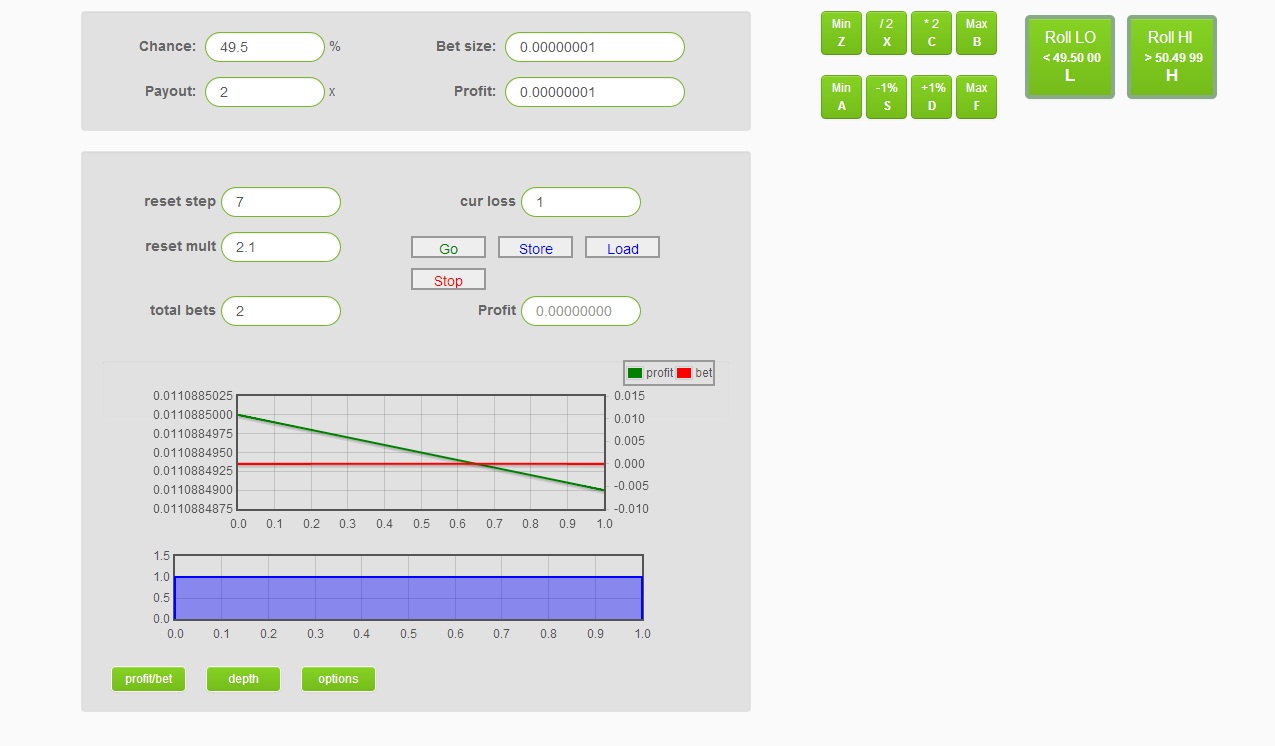 Chance: 49.5 % Bet size: 0.00000001
Payout: 2 x Profit: 0.00000001
Min / 2 * 2 Max
Z X C B
Min -1% +1% Max
A S D F
Roll LO Roll HI
< 49.50 00 > 50.49 99
L H
reset step 7 cur loss 1
reset mult 2.1 Go Store Load
Stop
total bets 2 Profit 0.00000000
profit bet
0.0110885025 0.015
0.0110885000 0.010
0.0110884975 0.005
0.0110884950 0.000
0.0110884925 -0.005
0.0110884900
0.0110884875 -0.010
0.0 0.1 0.2 0.3 0.4 0.5 0.6 0.7 0.8 0.9 1.0
1.5
1.0
0.5
0.0
0.0 0.1 0.2 0.3 0.4 0.5 0.6 0.7 0.8 0.9 1.0
profit/bet depth options